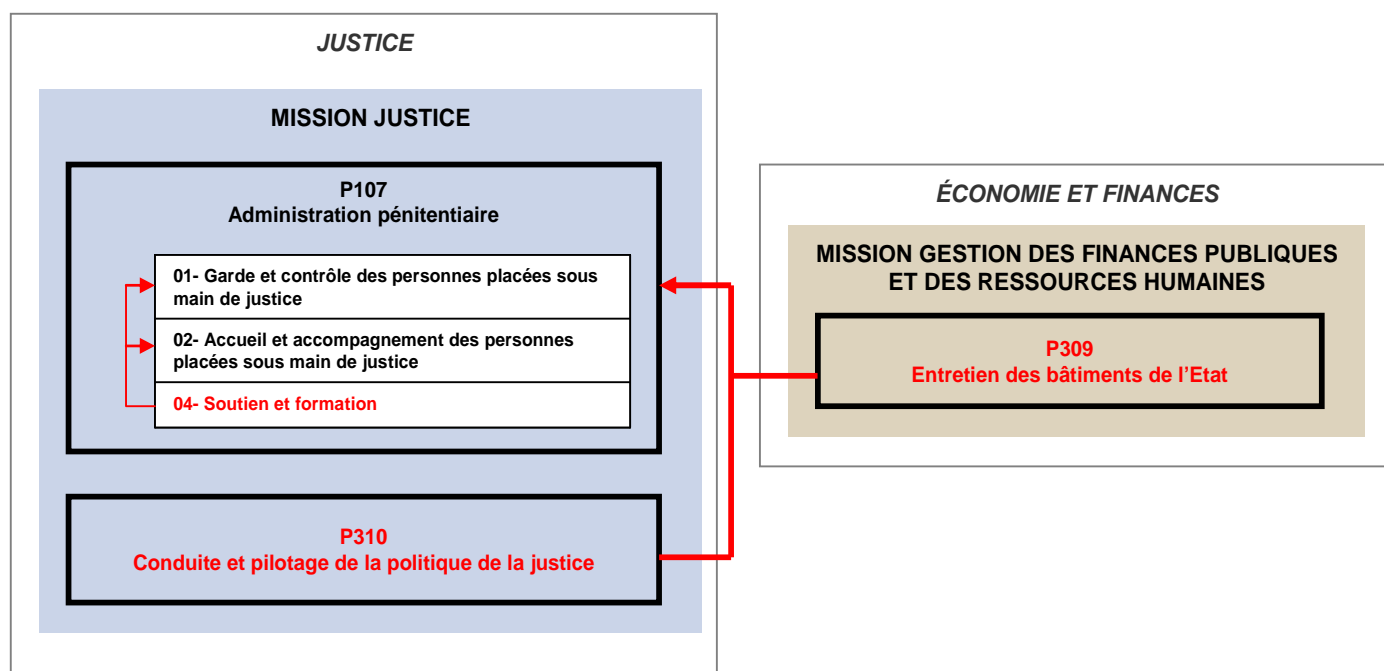 JUSTICE
MISSION JUSTICE
P107
Administration pénitentiaire
01- Garde et contrôle des personnes placées sous
main de justice
02- Accueil et accompagnement des personnes
placées sous main de justice
04- Soutien et formation
P310
Conduite et pilotage de la politique de la justice
ÉCONOMIE ET FINANCES
MISSION GESTION DES FINANCES PUBLIQUES
ET DES RESSOURCES HUMAINES
P309
Entretien des bâtiments de l’Etat